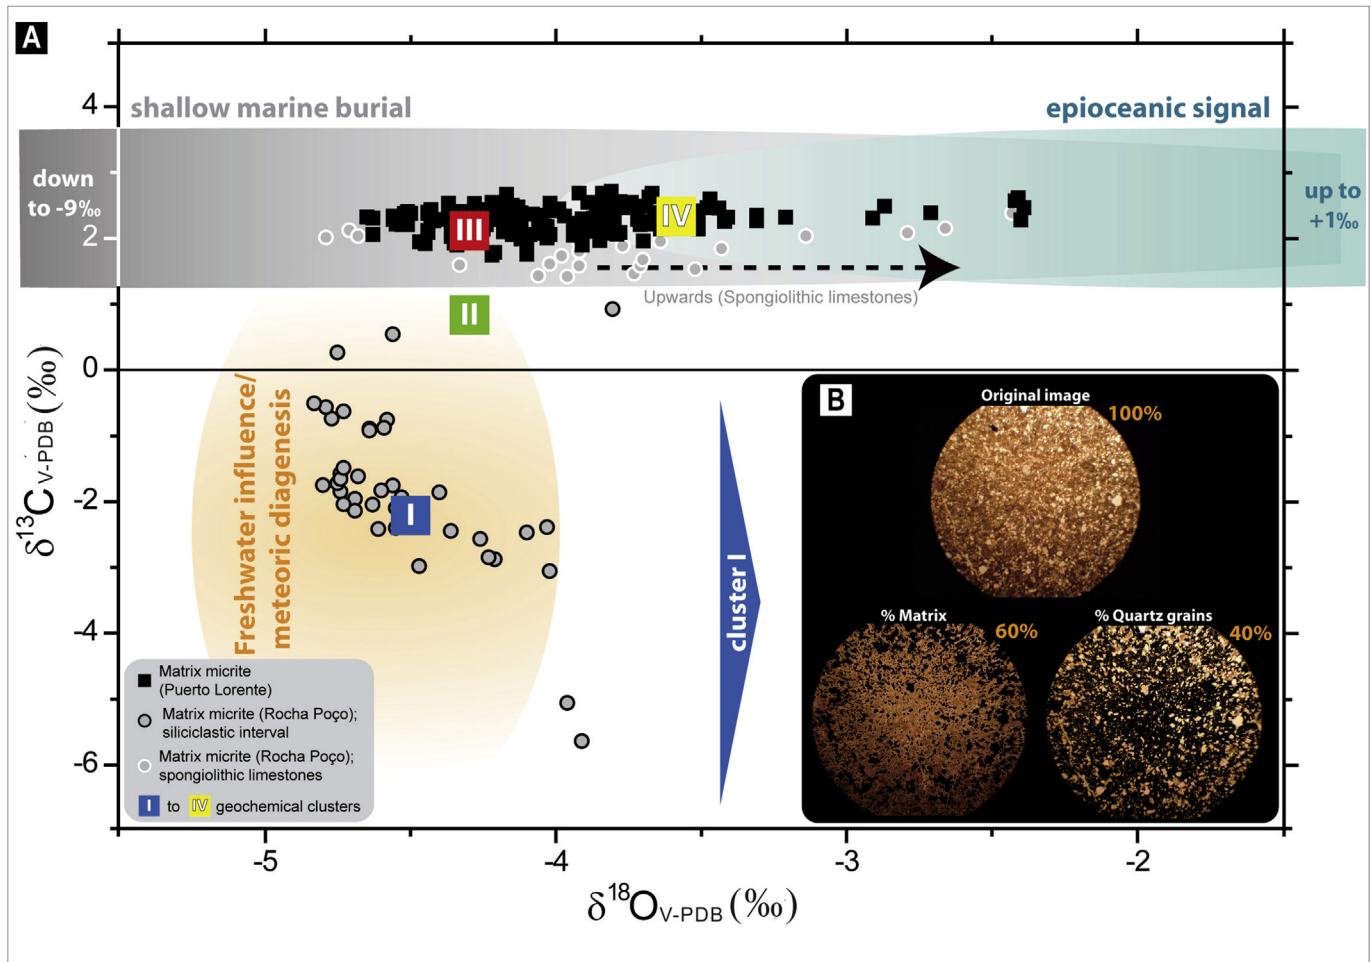 A
4
shallow marine burial
epioceanic signal
down
to -9‰
up to
+1‰
2
III
IV
Upwards (Spongiolithic limestones)
II
0
-2
-4
-6
δ13C V-PDB (‰)
Freshwater influence/
meteoric diagenesis
I
cluster I
B
Original image
100%
% Matrix
60%
% Quartz grains
40%
Matrix micrite
(Puerto Lorente)
Matrix micrite (Rocha Poço);
siliciclastic interval
Matrix micrite (Rocha Poço);
spongiolithic limestones
I to IV geochemical clusters
-5
-4
-3
-2
δ18O V-PDB (‰)